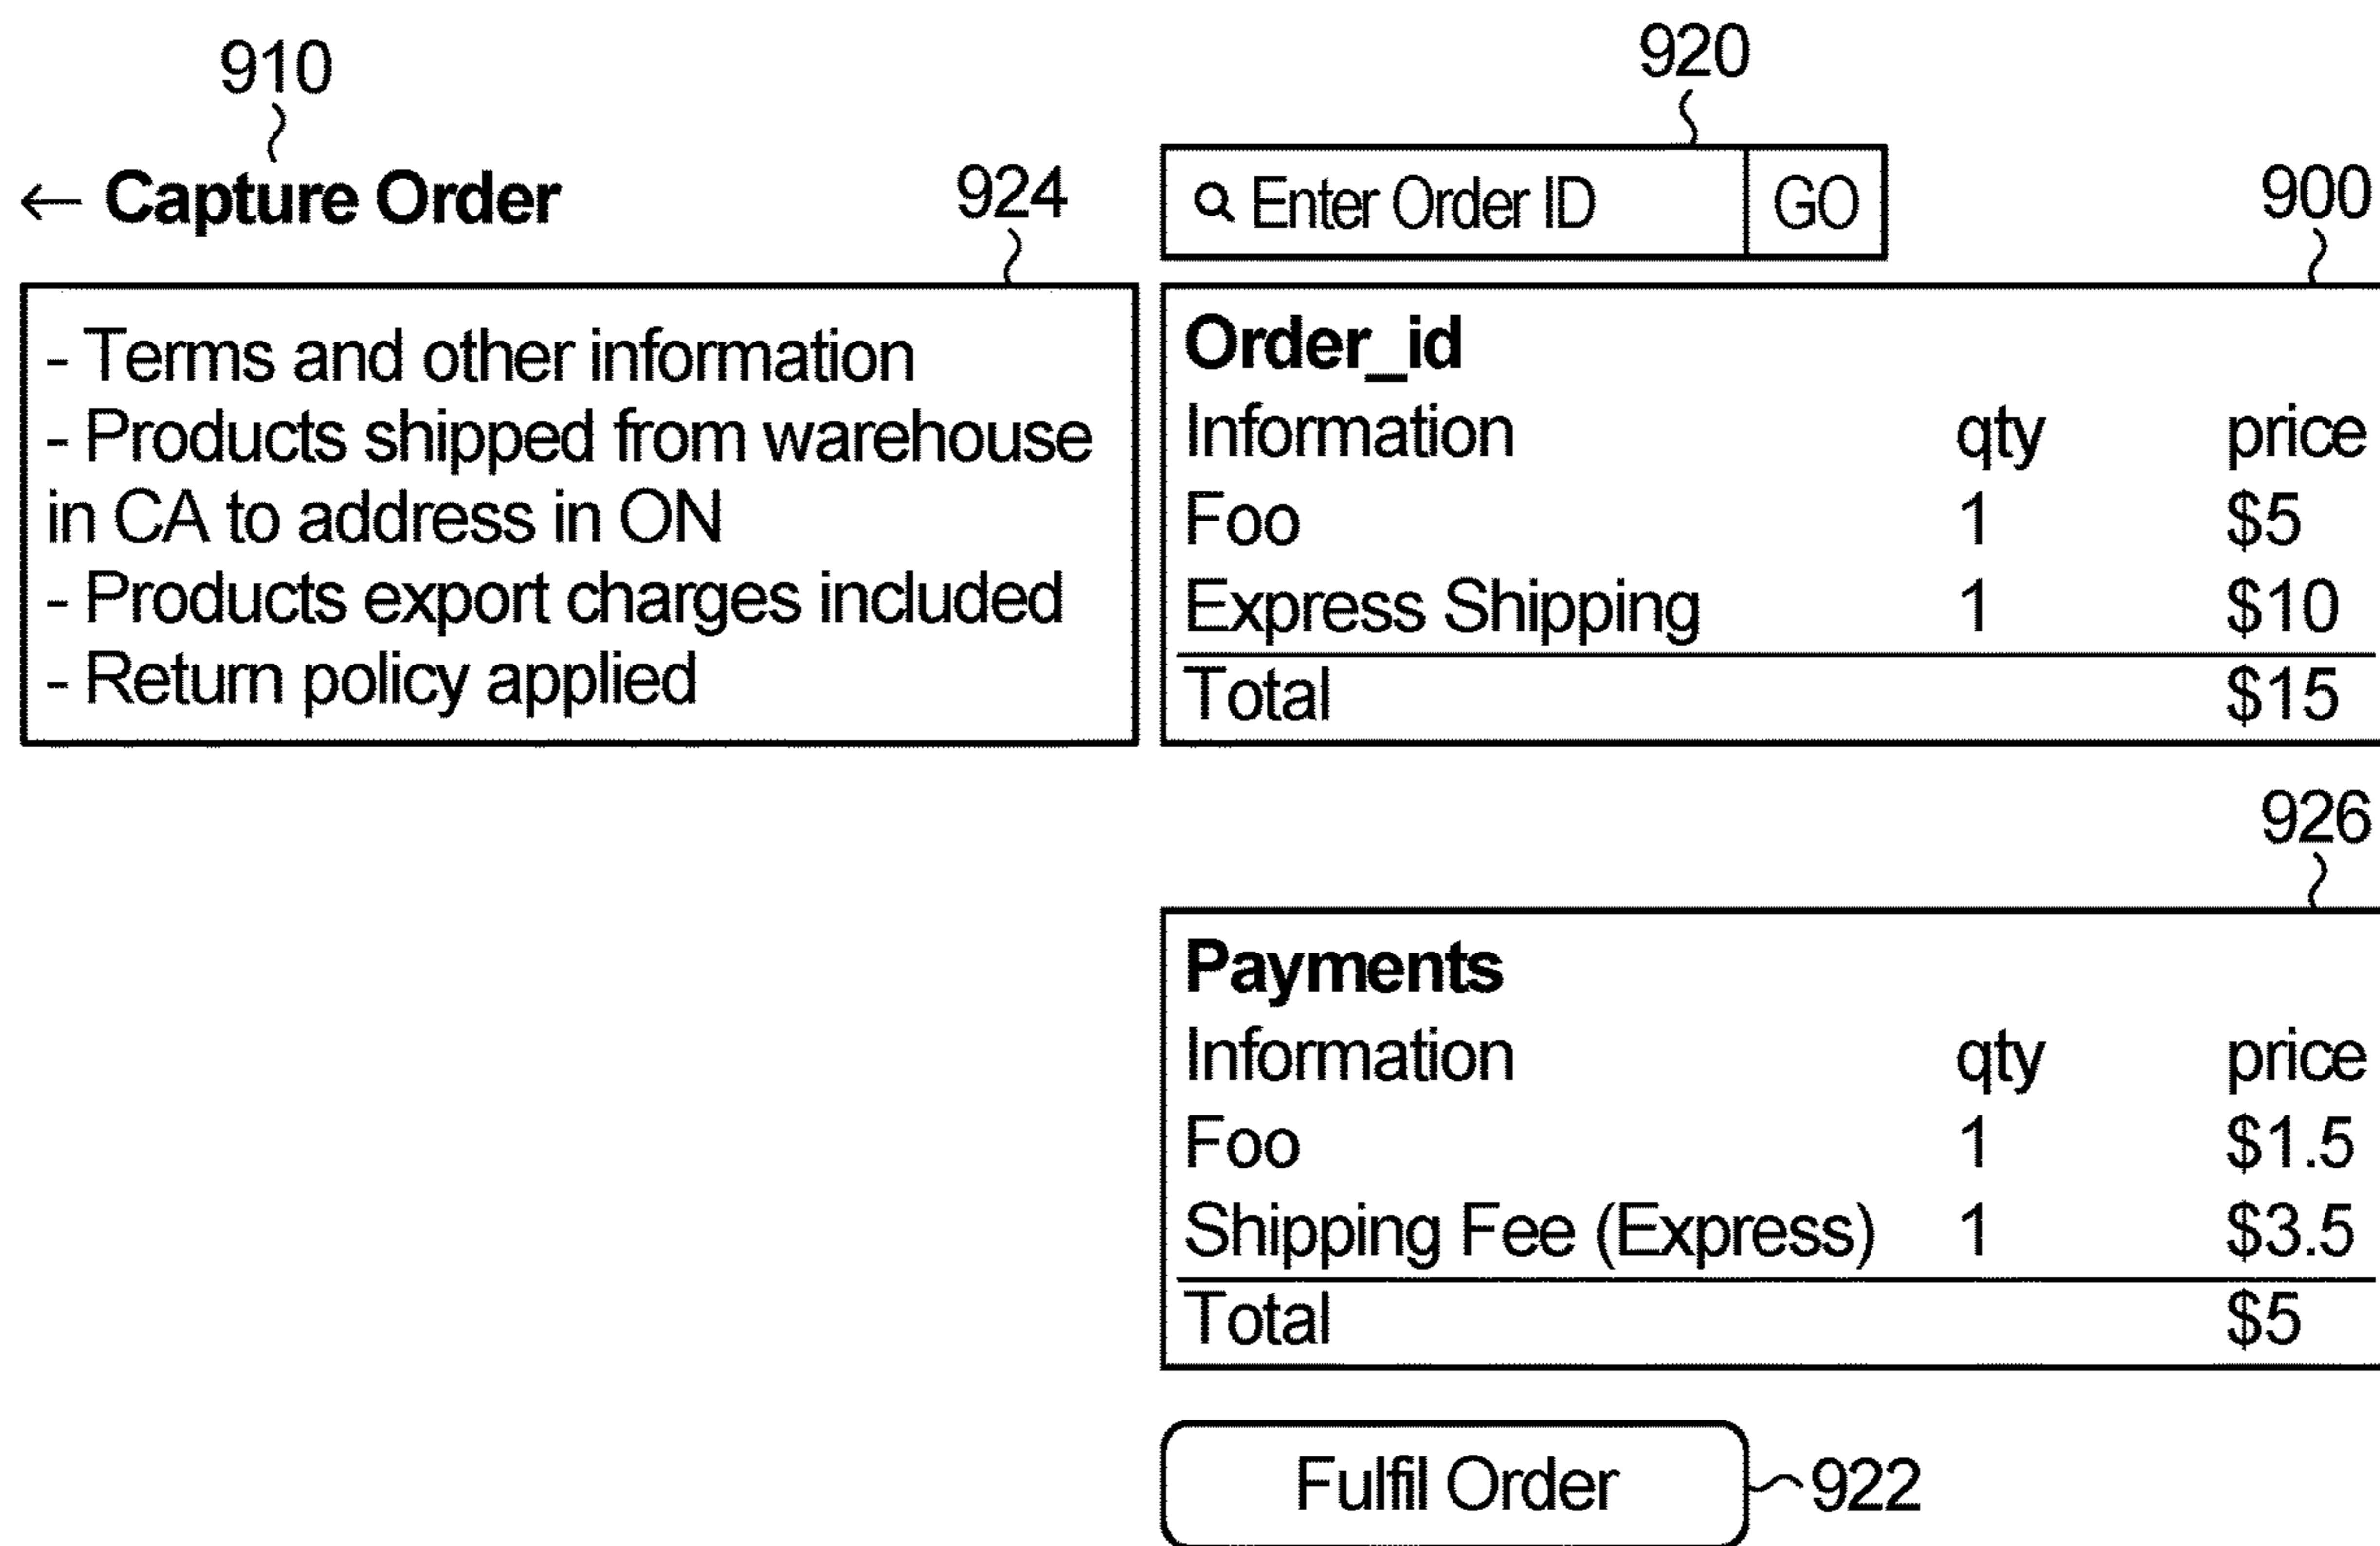 910
920
← Capture Order
924
Enter Order ID GO
900
- Terms and other information
- Products shipped from warehouse
in CA to address in ON
- Products export charges included
- Return policy applied
Order_id
Information qty price
Foo 1 $5
Express Shipping 1 $10
Total $15
926
Payments
Information qty price
Foo 1 $1.5
Shipping Fee (Express) 1 $3.5
Total $5
Fulfil Order 922